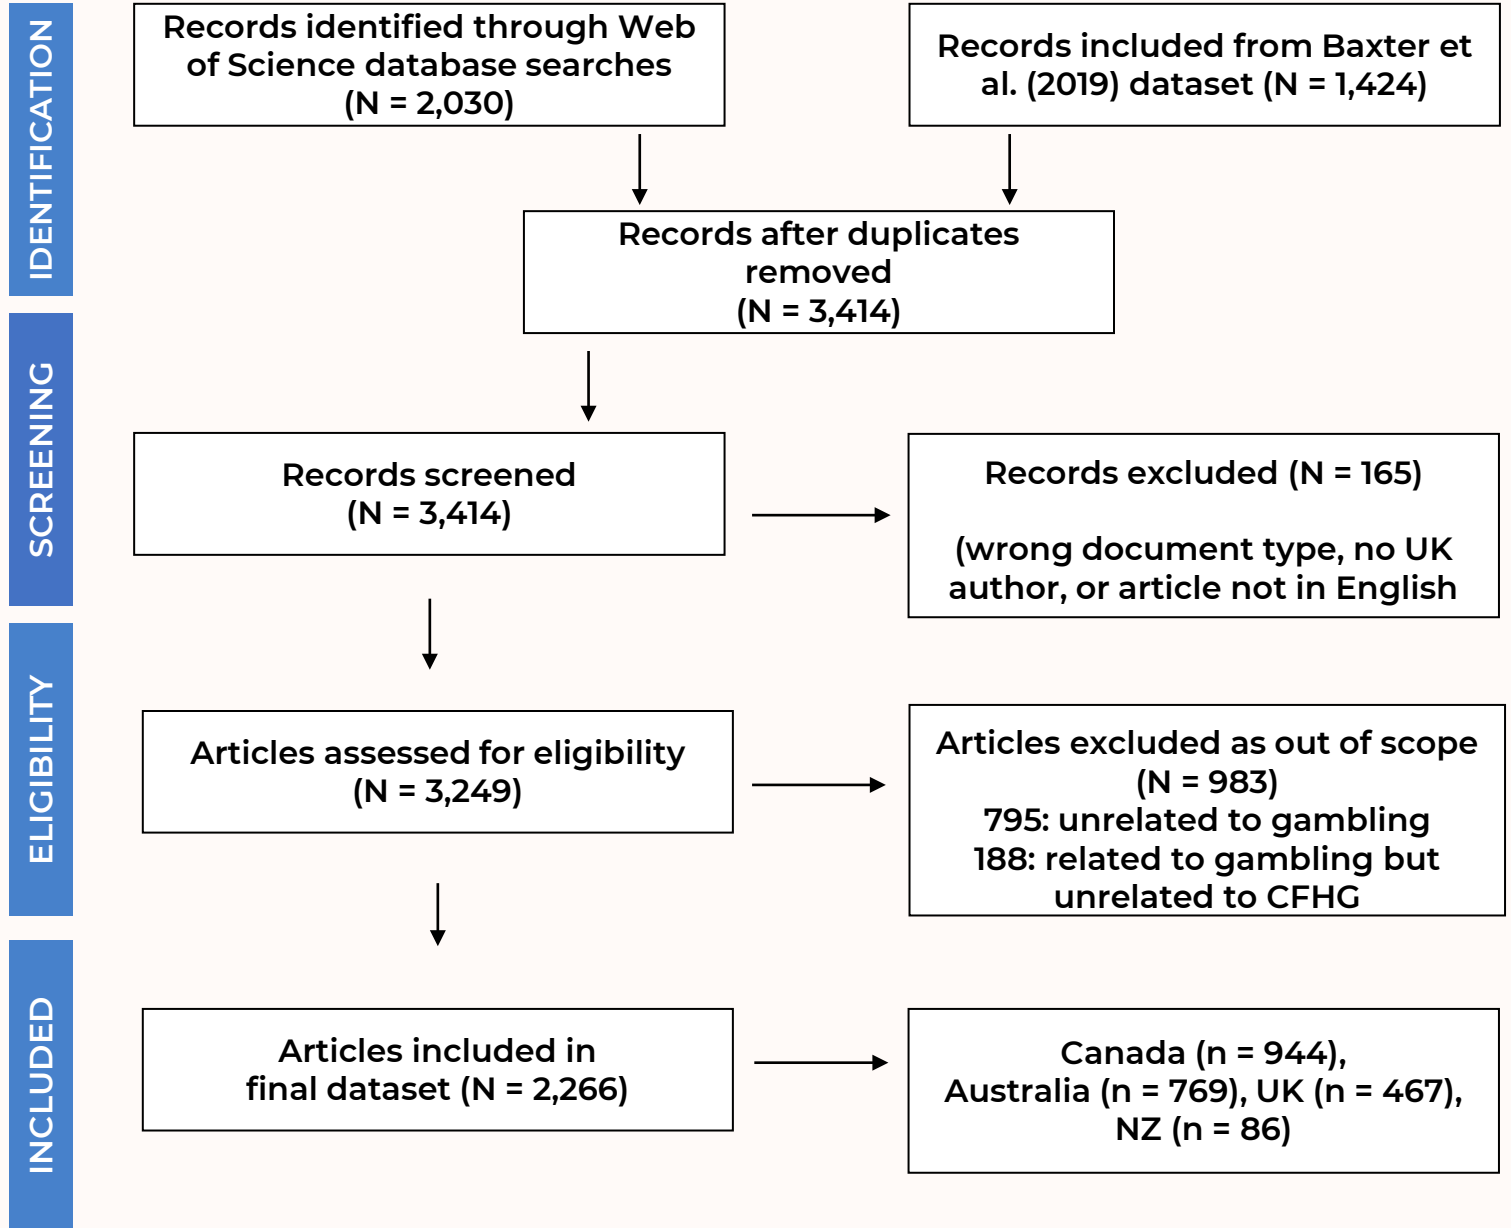 IDENTIFICATION
Records identified through Web
of Science database searches
(N = 2,030)
Records included from Baxter et
al. (2019) dataset (N = 1,424)
Records after duplicates
removed
(N = 3,414)
SCREENING
Records screened
(N = 3,414)
Records excluded (N = 165)
(wrong document type, no UK
author, or article not in English
ELIGIBILITY
Articles assessed for eligibility
(N = 3,249)
Articles excluded as out of scope
(N = 983)
795: unrelated to gambling
188: related to gambling but
unrelated to CFHG
INCLUDED
Articles included in
final dataset (N = 2,266)
Canada (n = 944),
Australia (n = 769), UK (n = 467),
NZ (n = 86)